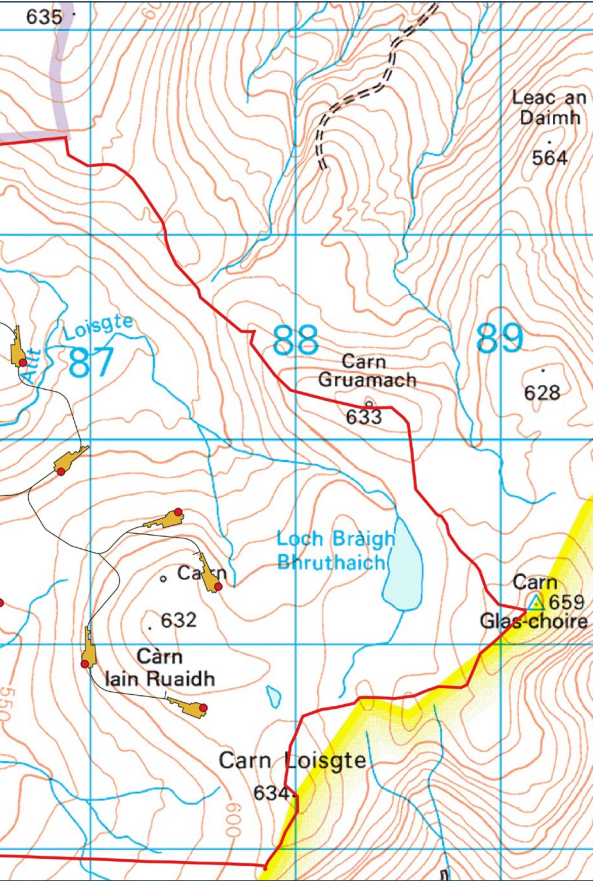 635
Leac an
Daimh
564
Loisgte
Allt
87
88
89
Carn
Gruamach
633
628
Loch Bràigh
Bhruthaich
Carn
659
Glas-choire
Carn
632
Càrn
Iain Ruaidh
550
Carn Loisgte
634
600